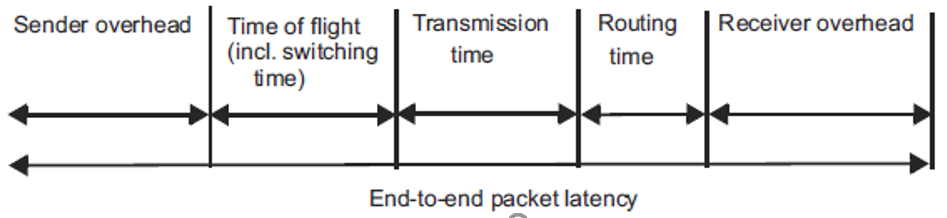 Sender overhead
Time of flight
(incl. switching
time)
Transmission
time
Routing
time
Receiver overhead
End-to-end packet latency